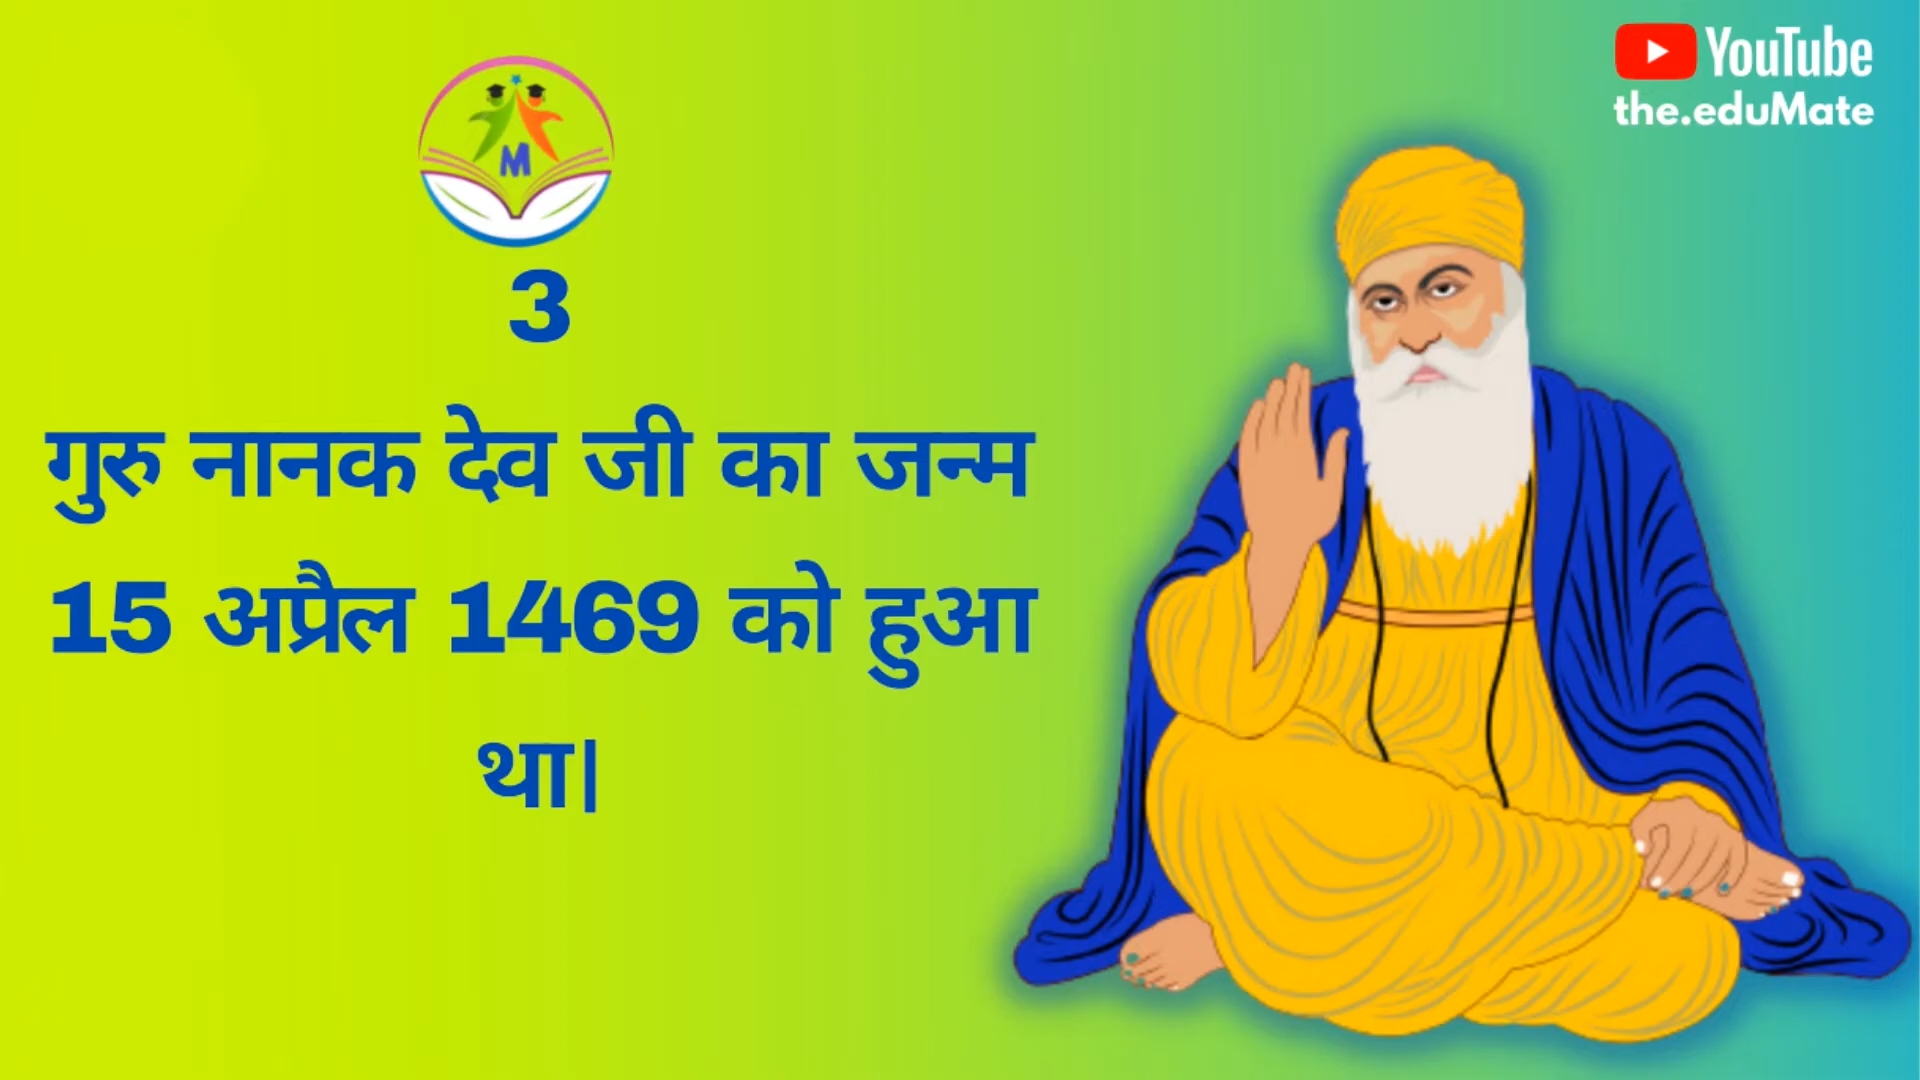 YouTube
the.eduMate
M
3
गुरु नानक देव जी का जन्म
15 अप्रैल 1469 को हुआ
था|